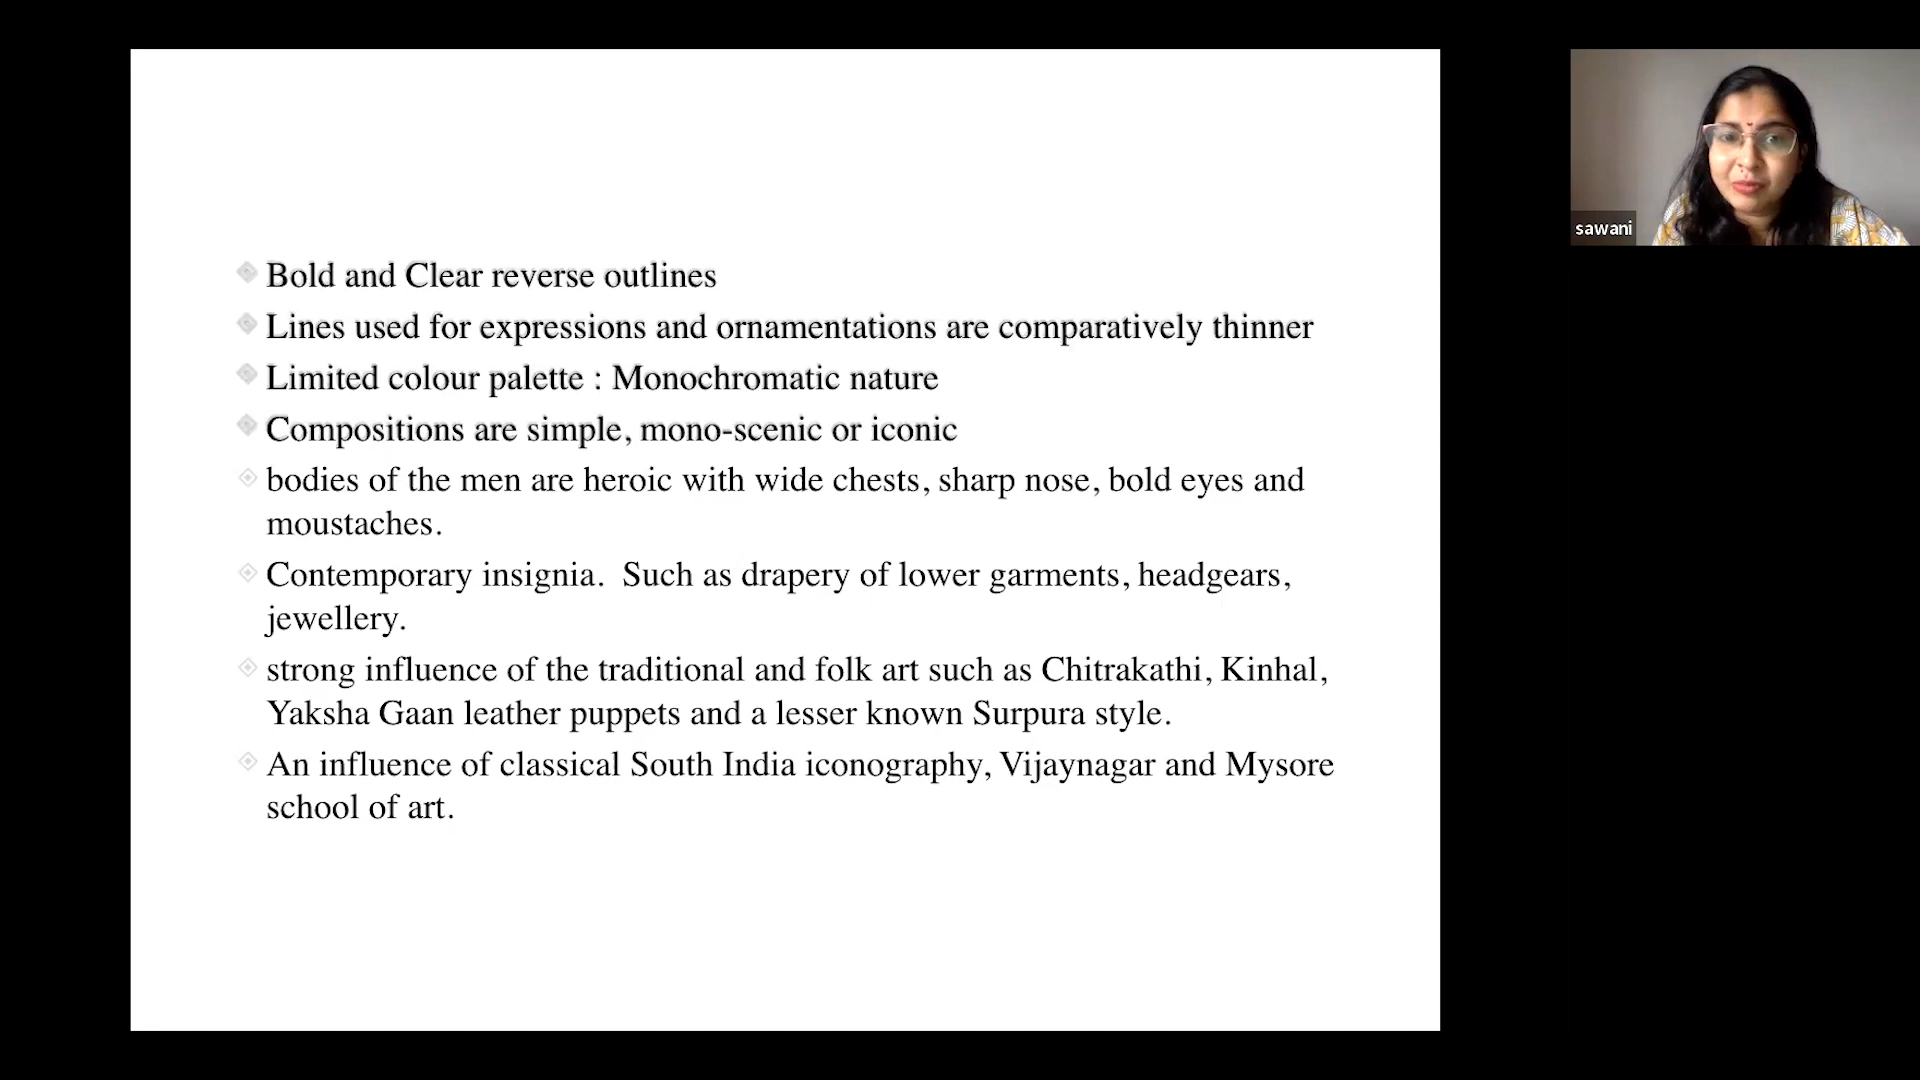 Bold and Clear reverse outlines
Lines used for expressions and ornamentations are comparatively thinner
Limited colour palette : Monochromatic nature
Compositions are simple, mono-scenic or iconic
bodies of the men are heroic with wide chests, sharp nose, bold eyes and
moustaches.
Contemporary insignia.  Such as drapery of lower garments, headgears,
jewellery.
strong influence of the traditional and folk art such as Chitrakathi, Kinhal,
Yaksha Gaan leather puppets and a lesser known Surpura style.
An influence of classical South India iconography, Vijaynagar and Mysore
school of art.
sawani